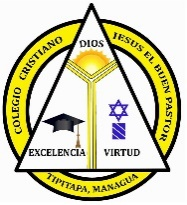 COLEGIO CRISTIANO JESUS EL BUEN PASTOR
DIOS
EXCELENCIA VIRTUD
TIPITAPA, MANAGUA